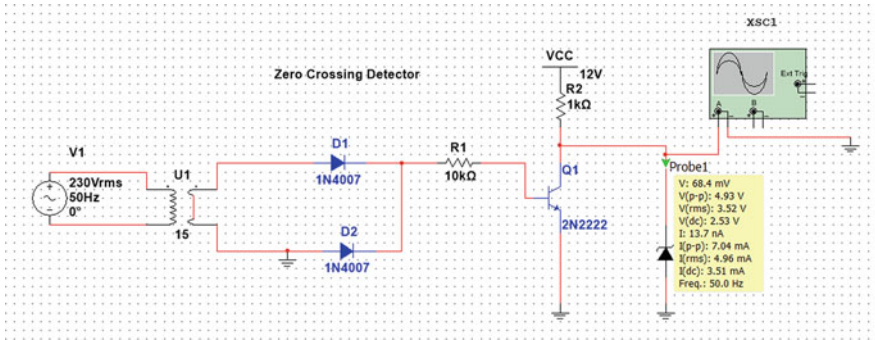 XSC1
Ext Trig
A
B
VCC
12V
Zero Crossing Detector
R2
1kΩ
V1
230Vrms
50Hz
0°
U1
15
D1
1N4007
R1
10kΩ
Q1
2N2222
D2
1N4007
Probe1
V: 68.4 mV
V(p-p): 4.93 V
V(rms): 3.52 V
V(dc): 2.53 V
I: 13.7 nA
I(p-p): 7.04 mA
I(rms): 4.96 mA
I(dc): 3.51 mA
Freq.: 50.0 Hz